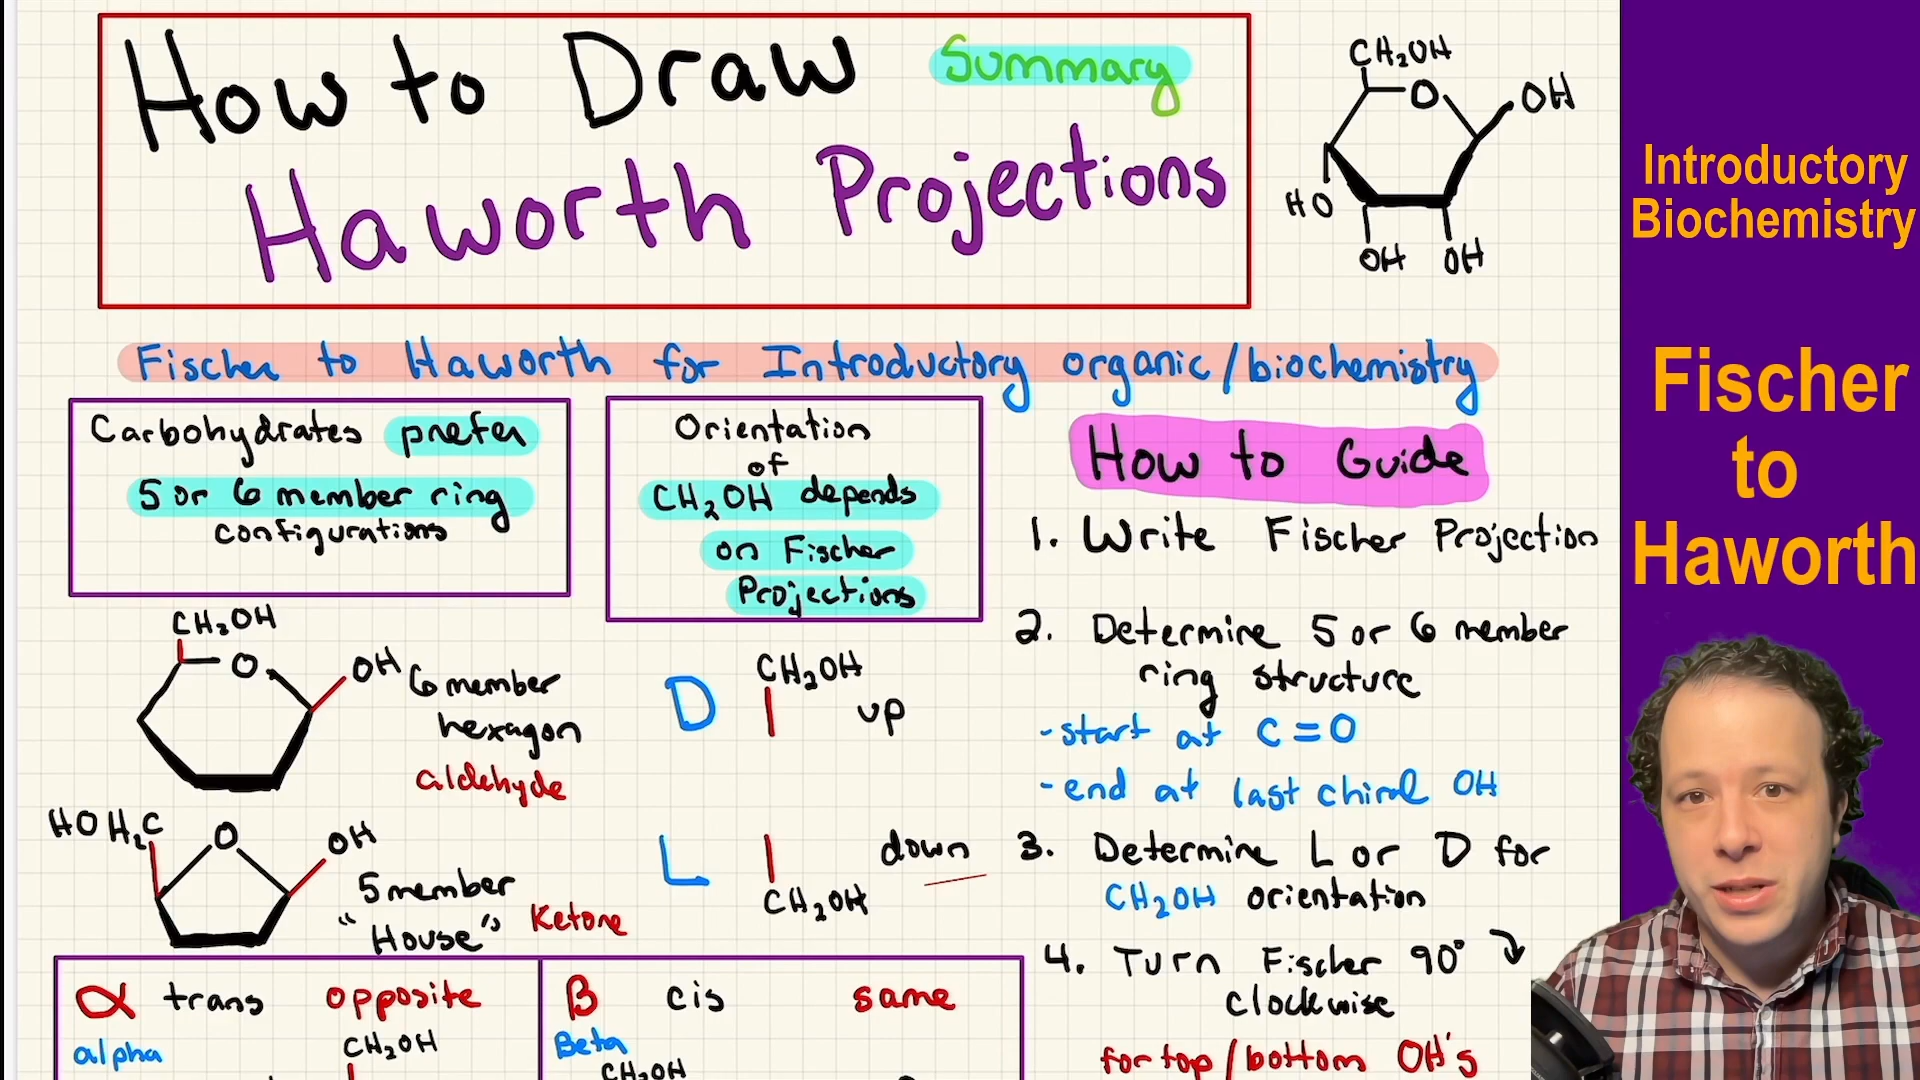 How to Draw Summary
Haworth Projections
CH₂OH
O
OH
HO
OH OH
Fischer to Haworth for Introductory organic/biochemistry
Carbohydrates prefer
5 or 6 member ring
configurations
Orientation
of
CH₂OH depends
on Fischer
Projections
CH₂OH
O
OH
6 member
hexagon
aldehyde
HOH₂C
O
OH
5 member
"House" Ketone
D CH₂OH
up
L down
CH₂OH
α trans opposite
alpha
CH₂OH
β cis same
Beta
CH₂OH
How to Guide
1. Write Fischer Projection
2. Determine 5 or 6 member
ring structure
- start at C=O
- end at last chiral OH
3. Determine L or D for
CH₂OH orientation
4. Turn Fischer 90°
clockwise
for top/bottom OH's
Introductory
Biochemistry
Fischer
to
Haworth